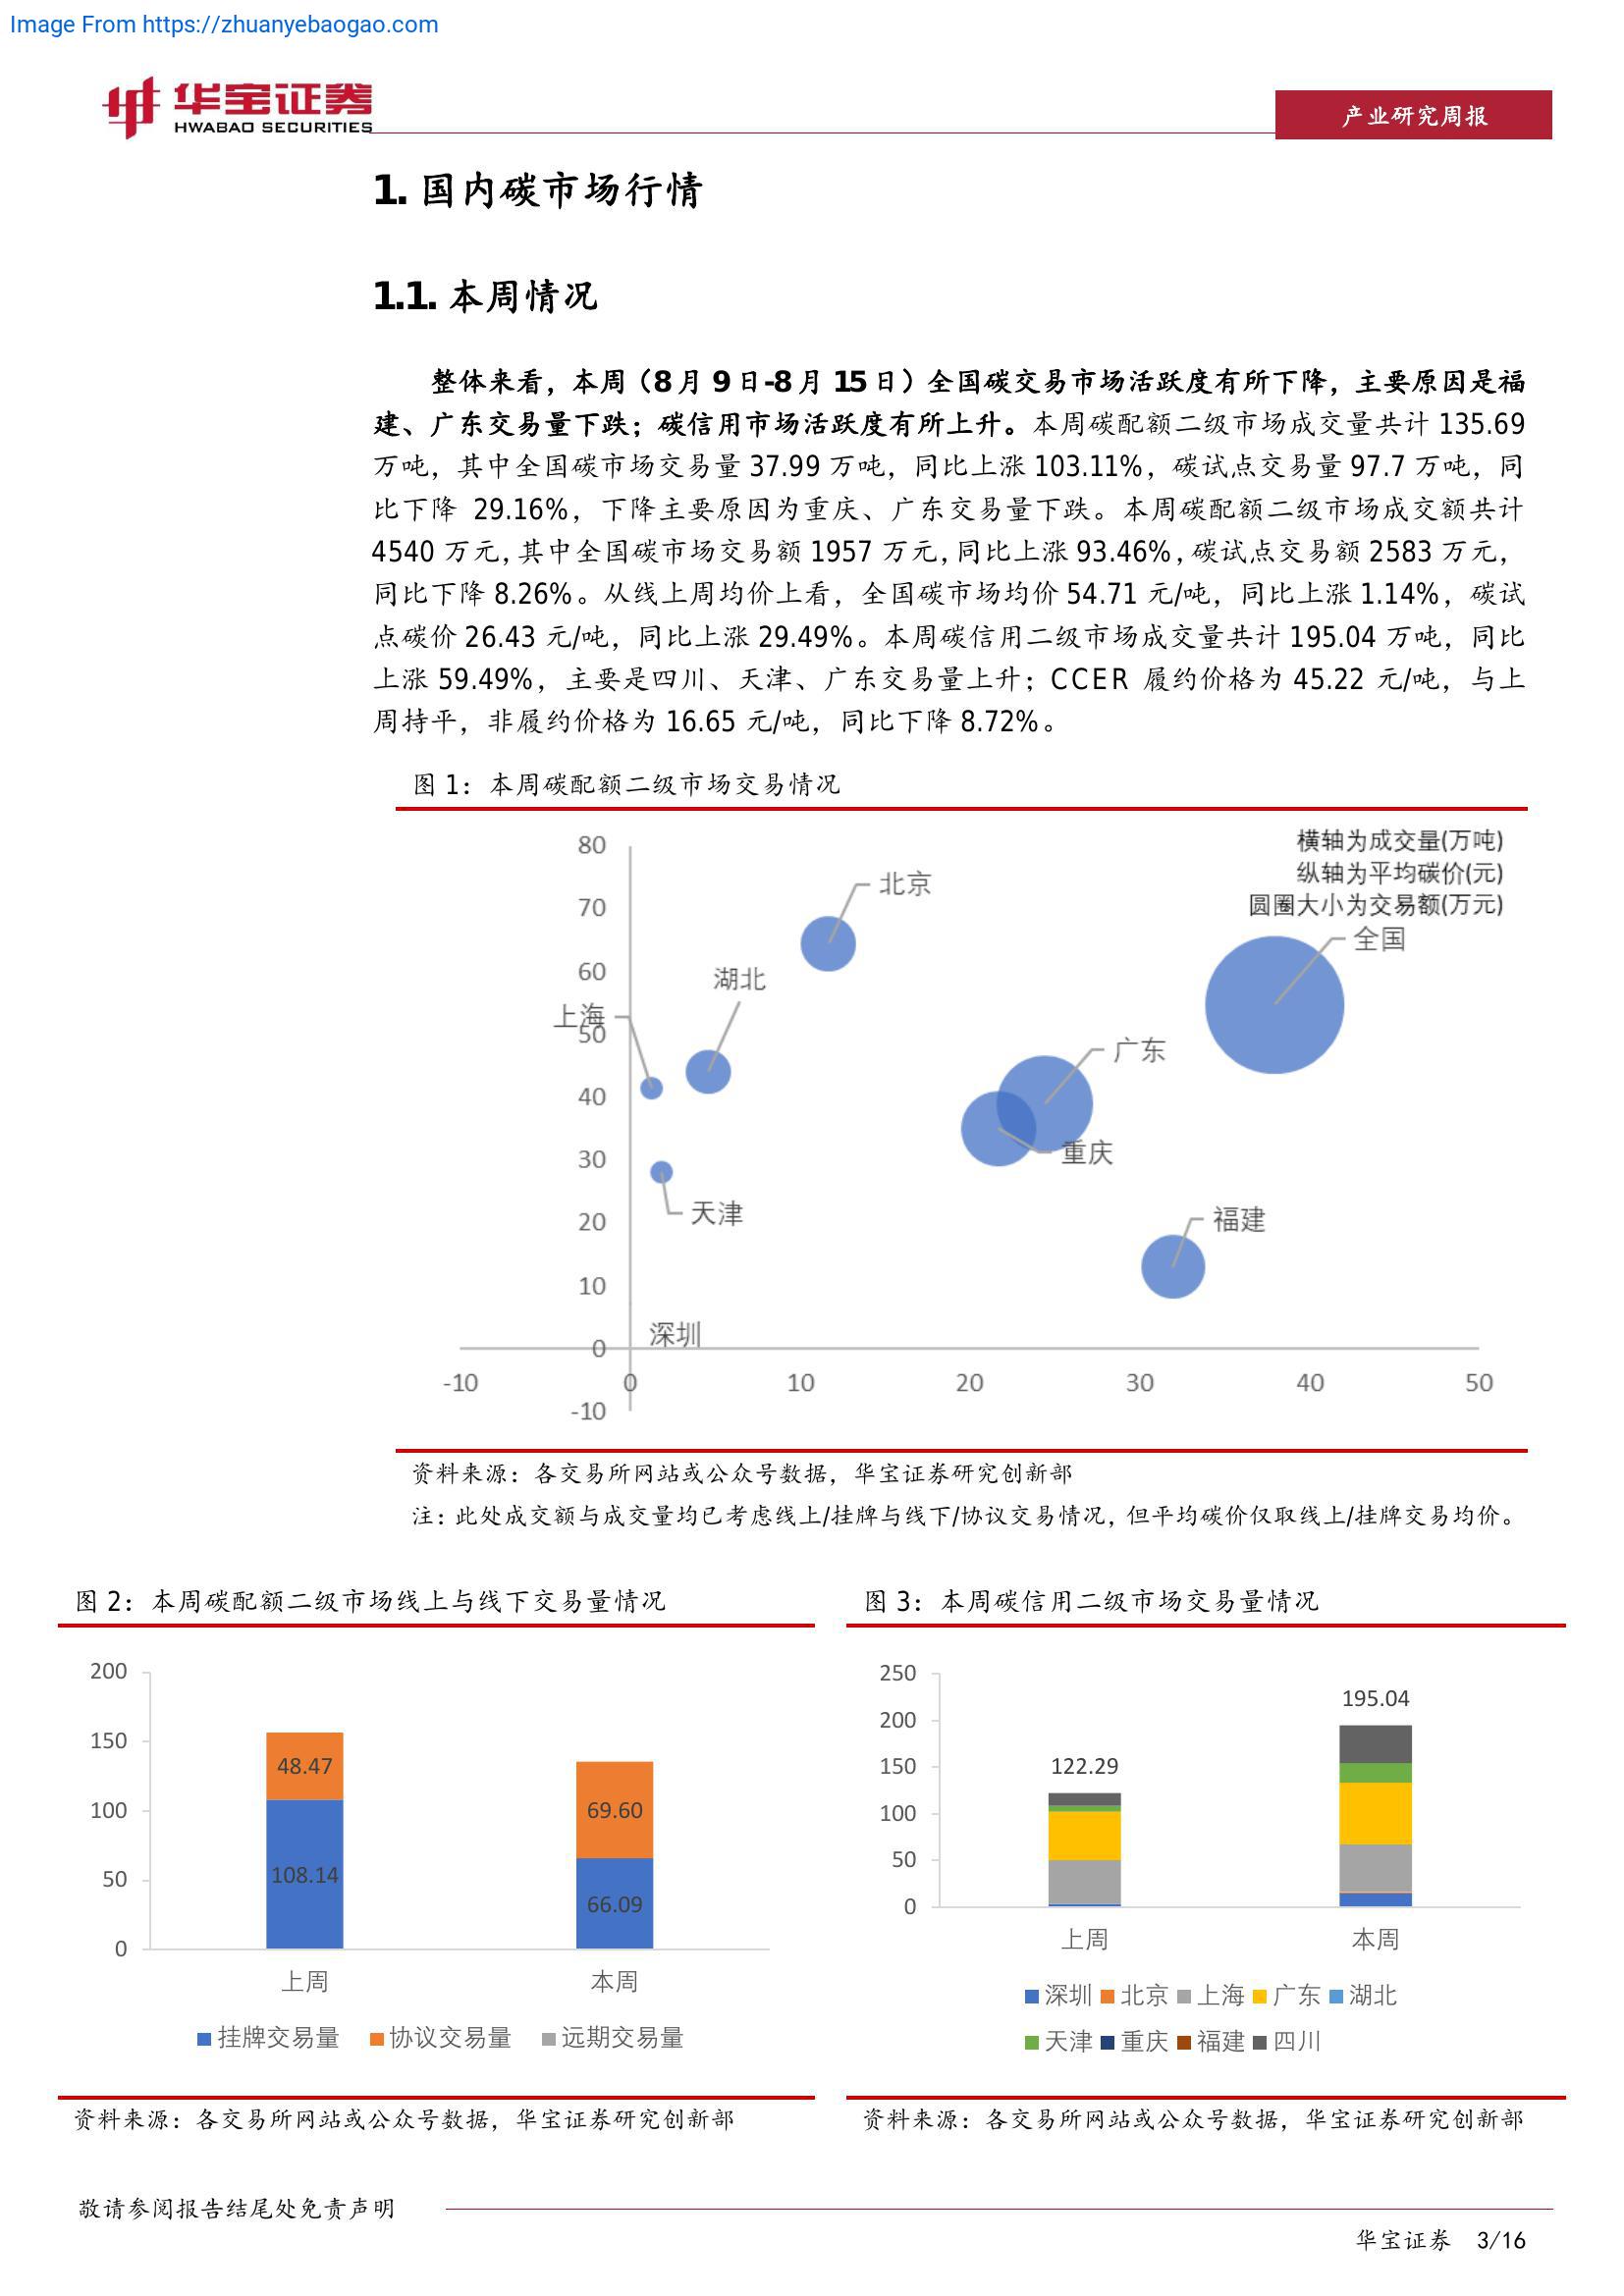 Image From https://zhuanyebaogao.com
华宝证券
HWABAO SECURITIES
产业研究周报
1. 国内碳市场行情
1.1. 本周情况
整体来看，本周（8月9日-8月15日）全国碳交易市场活跃度有所下降，主要原因是福
建、广东交易量下跌；碳信用市场活跃度有所上升。本周碳配额二级市场成交量共计 135.69
万吨，其中全国碳市场交易量 37.99 万吨，同比上涨 103.11%，碳试点交易量 97.7 万吨，同
比下降 29.16%，下降主要原因为重庆、广东交易量下跌。本周碳配额二级市场成交额共计
4540 万元，其中全国碳市场交易额 1957 万元，同比上涨 93.46%，碳试点交易额 2583 万元，
同比下降 8.26%。从线上周均价上看，全国碳市场均价 54.71 元/吨，同比上涨 1.14%，碳试
点碳价 26.43 元/吨，同比上涨 29.49%。本周碳信用二级市场成交量共计 195.04 万吨，同比
上涨 59.49%，主要是四川、天津、广东交易量上升；CCER 履约价格为 45.22 元/吨，与上
周持平，非履约价格为 16.65 元/吨，同比下降 8.72%。
图 1：本周碳配额二级市场交易情况
横轴为成交量(万吨)
纵轴为平均碳价(元)
圆圈大小为交易额(万元)
80
70
60
50
40
30
20
10
0
-10
北京
全国
湖北
上海
广东
重庆
天津
福建
深圳
-10 0 10 20 30 40 50
资料来源：各交易所网站或公众号数据，华宝证券研究创新部
注：此处成交额与成交量均已考虑线上/挂牌与线下/协议交易情况，但平均碳价仅取线上/挂牌交易均价。
图 2：本周碳配额二级市场线上与线下交易量情况
200
150
100
50
0
48.47
108.14
69.60
66.09
上周 本周
挂牌交易量 协议交易量 远期交易量
资料来源：各交易所网站或公众号数据，华宝证券研究创新部
图 3：本周碳信用二级市场交易量情况
250
200
150
100
50
0
122.29
195.04
上周 本周
深圳 北京 上海 广东 湖北
天津 重庆 福建 四川
资料来源：各交易所网站或公众号数据，华宝证券研究创新部
敬请参阅报告结尾处免责声明
华宝证券 3/16